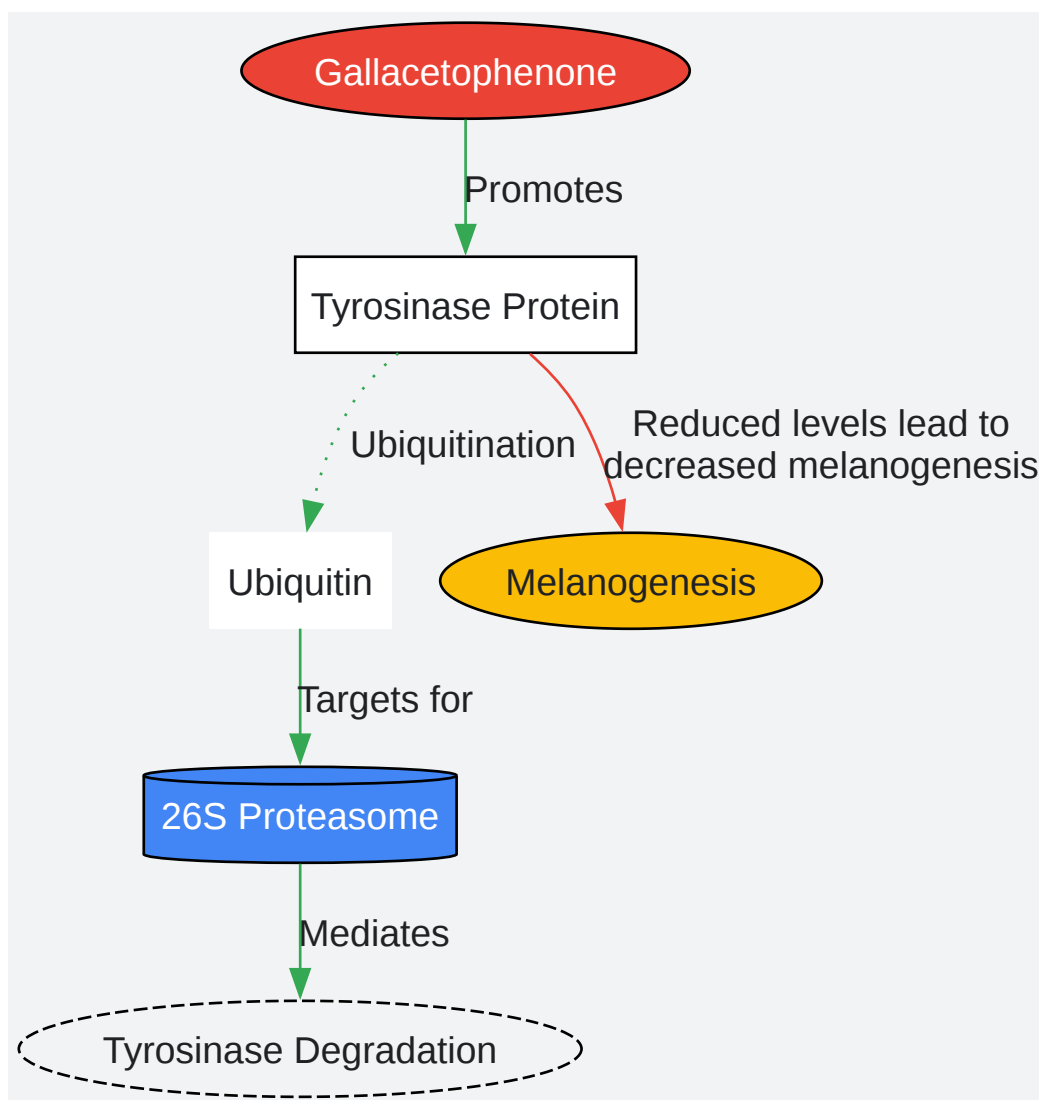 Gallacetophenone
Promotes
Tyrosinase Protein
Ubiquitination
Reduced levels lead to
decreased melanogenesis
Ubiquitin
Melanogenesis
Targets for
26S Proteasome
Mediates
Tyrosinase Degradation